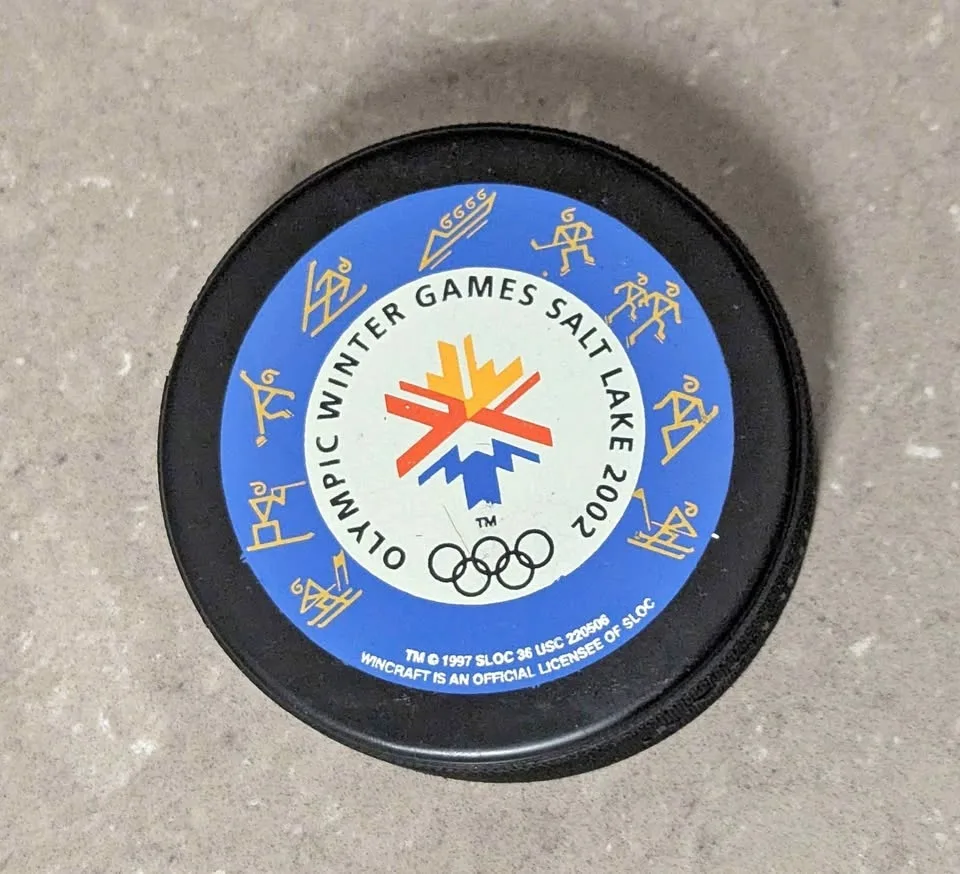 OLYMPIC WINTER GAMES SALT LAKE 2002
TM
TM © 1997 SLOC 36 USC 220506
WINCRAFT IS AN OFFICIAL LICENSEE OF SLOC